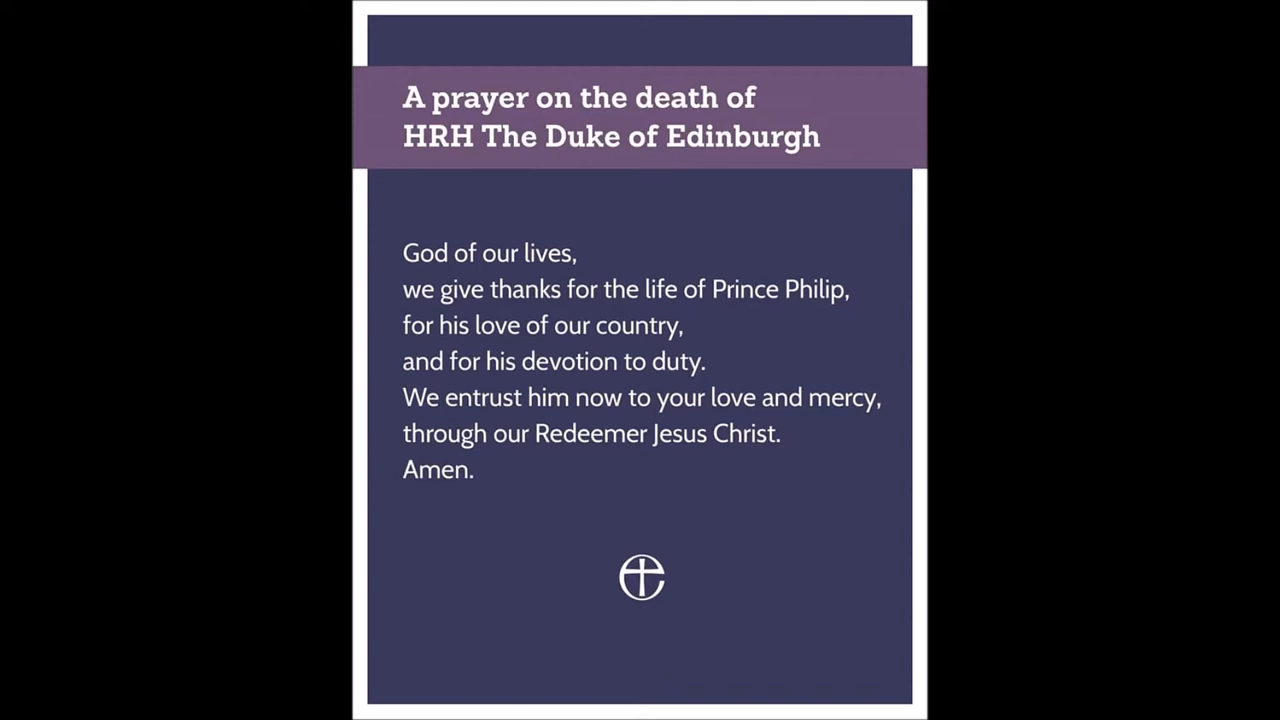 A prayer on the death of
HRH The Duke of Edinburgh
God of our lives,
we give thanks for the life of Prince Philip,
for his love of our country,
and for his devotion to duty.
We entrust him now to your love and mercy,
through our Redeemer Jesus Christ.
Amen.